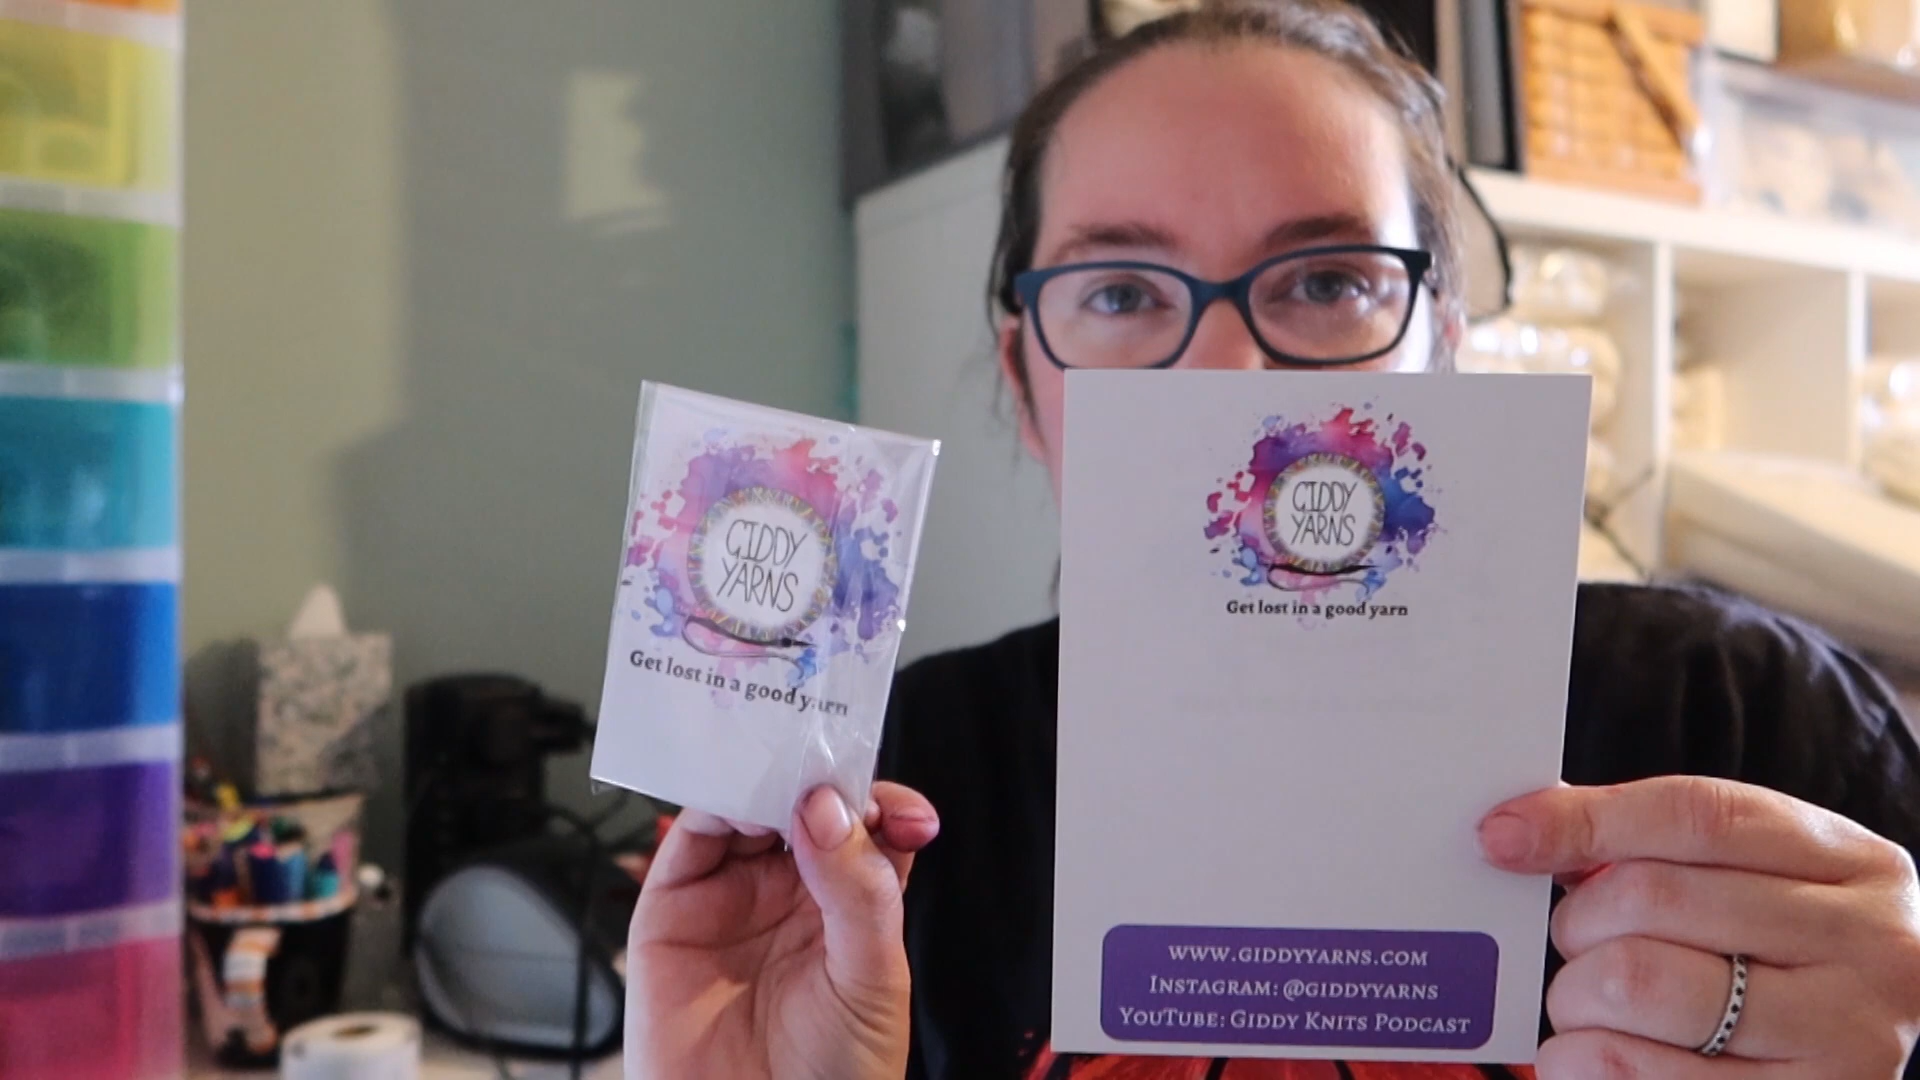 GIDDY
YARNS
Get lost in a good yarn
GIDDY
YARNS
Get lost in a good yarn
WWW.GIDDYYARNS.COM
INSTAGRAM: @GIDDYYARNS
YOUTUBE: GIDDY KNITS PODCAST